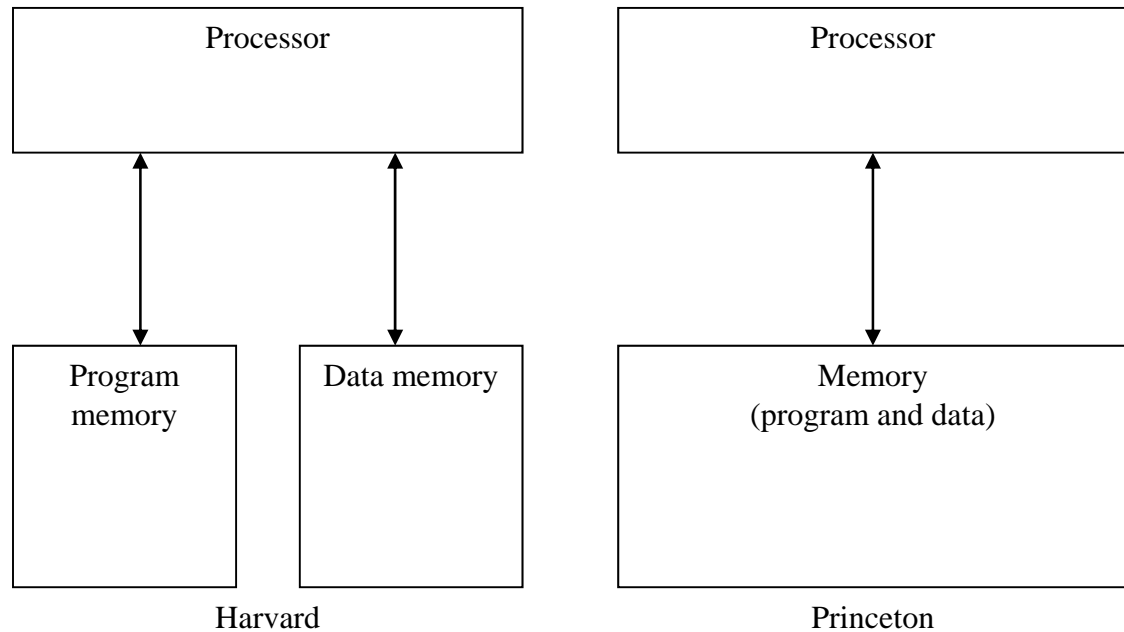 Processor
Program
memory
Data memory
Harvard
Processor
Memory
(program and data)
Princeton